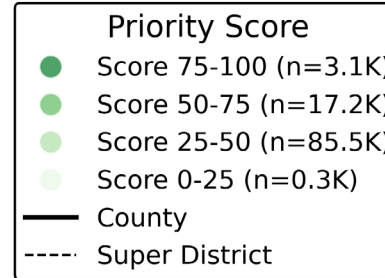 Priority Score
Score 75-100 (n=3.1K)
Score 50-75 (n=17.2K)
Score 25-50 (n=85.5K)
Score 0-25 (n=0.3K)
County
Super District